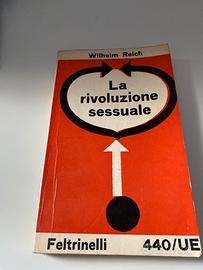 Wilhelm Reich
La
rivoluzione
sessuale
Feltrinelli 440/UE